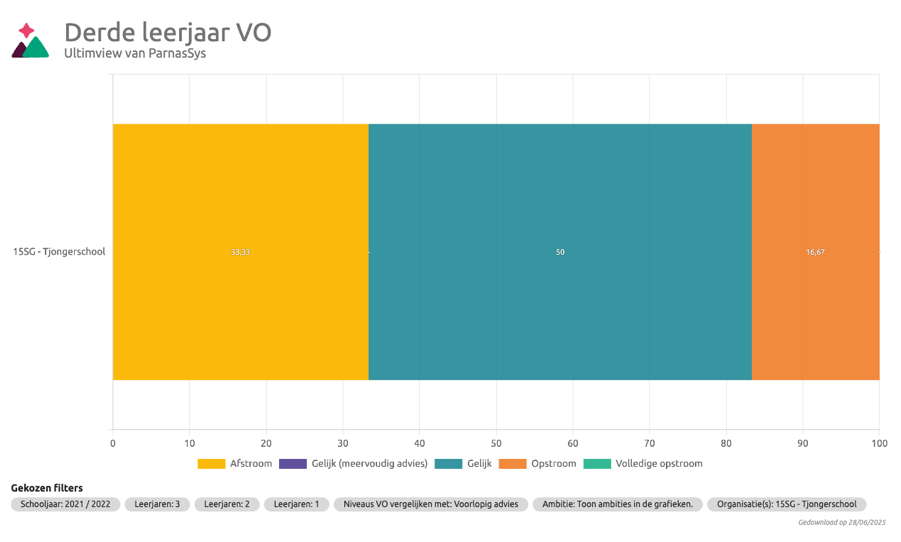 Derde leerjaar VO
Ultimview van ParnasSys
15SG - Tjongerschool
33,33
-
50
16,67
-
0 10 20 30 40 50 60 70 80 90 100
Afstroom Gelijk (meervoudig advies) Gelijk Opstroom Volledige opstroom
Gekozen filters
Schooljaar: 2021 / 2022 Leerjaren: 3 Leerjaren: 2 Leerjaren: 1 Niveaus VO vergelijken met: Voorlopig advies Ambitie: Toon ambities in de grafieken. Organisatie(s): 15SG - Tjongerschool
Gedownload op 28/06/2025